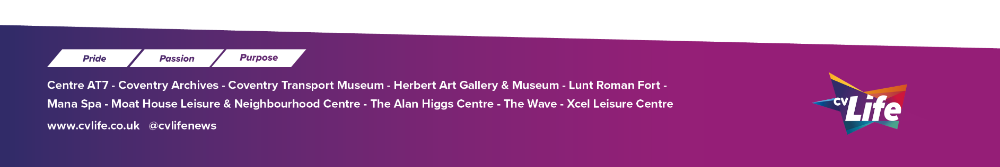 Pride Passion Purpose
Centre AT7 - Coventry Archives - Coventry Transport Museum - Herbert Art Gallery & Museum - Lunt Roman Fort -
Mana Spa - Moat House Leisure & Neighbourhood Centre - The Alan Higgs Centre - The Wave - Xcel Leisure Centre
www.cvlife.co.uk @cvlifenews
cv Life